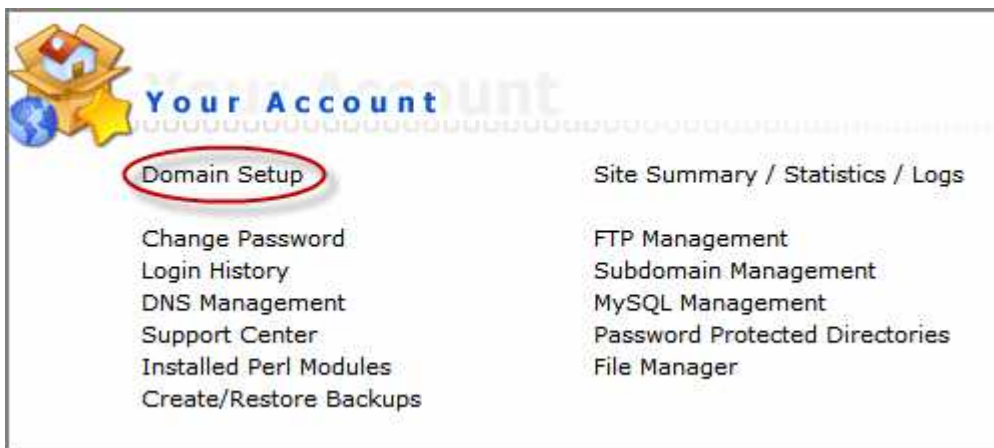 Your Account
Domain Setup
Site Summary / Statistics / Logs
Change Password
FTP Management
Login History
Subdomain Management
DNS Management
MySQL Management
Support Center
Password Protected Directories
Installed Perl Modules
File Manager
Create/Restore Backups